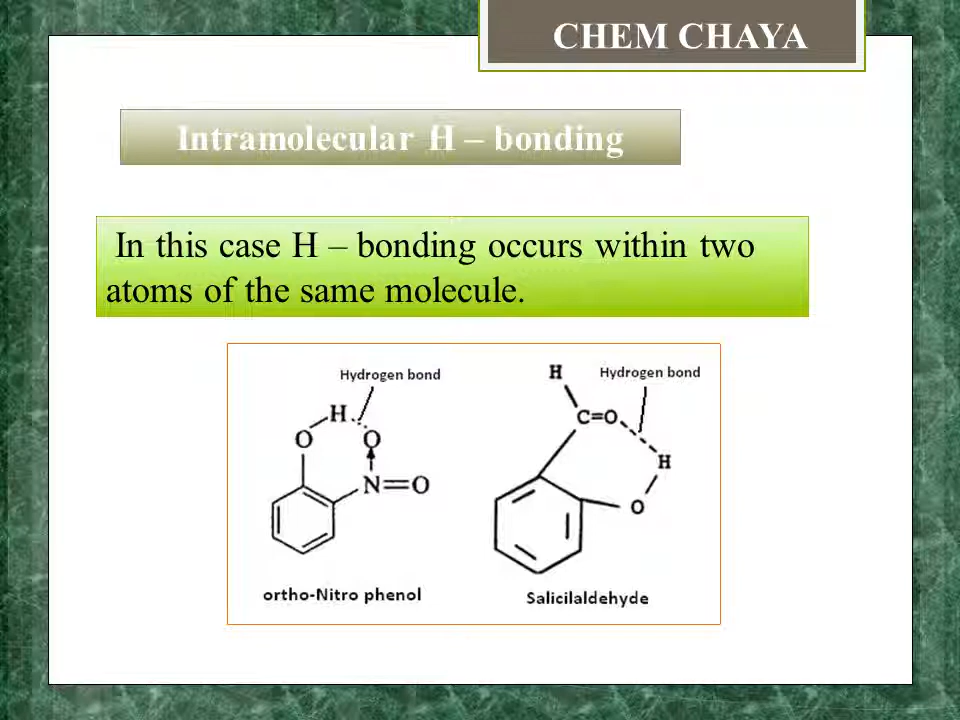 CHEM CHAYA
Intramolecular H – bonding
In this case H – bonding occurs within two
atoms of the same molecule.
Hydrogen bond
H
O
O
N=O
ortho-Nitro phenol
H
Hydrogen bond
C=O
H
O
Salicilaldehyde